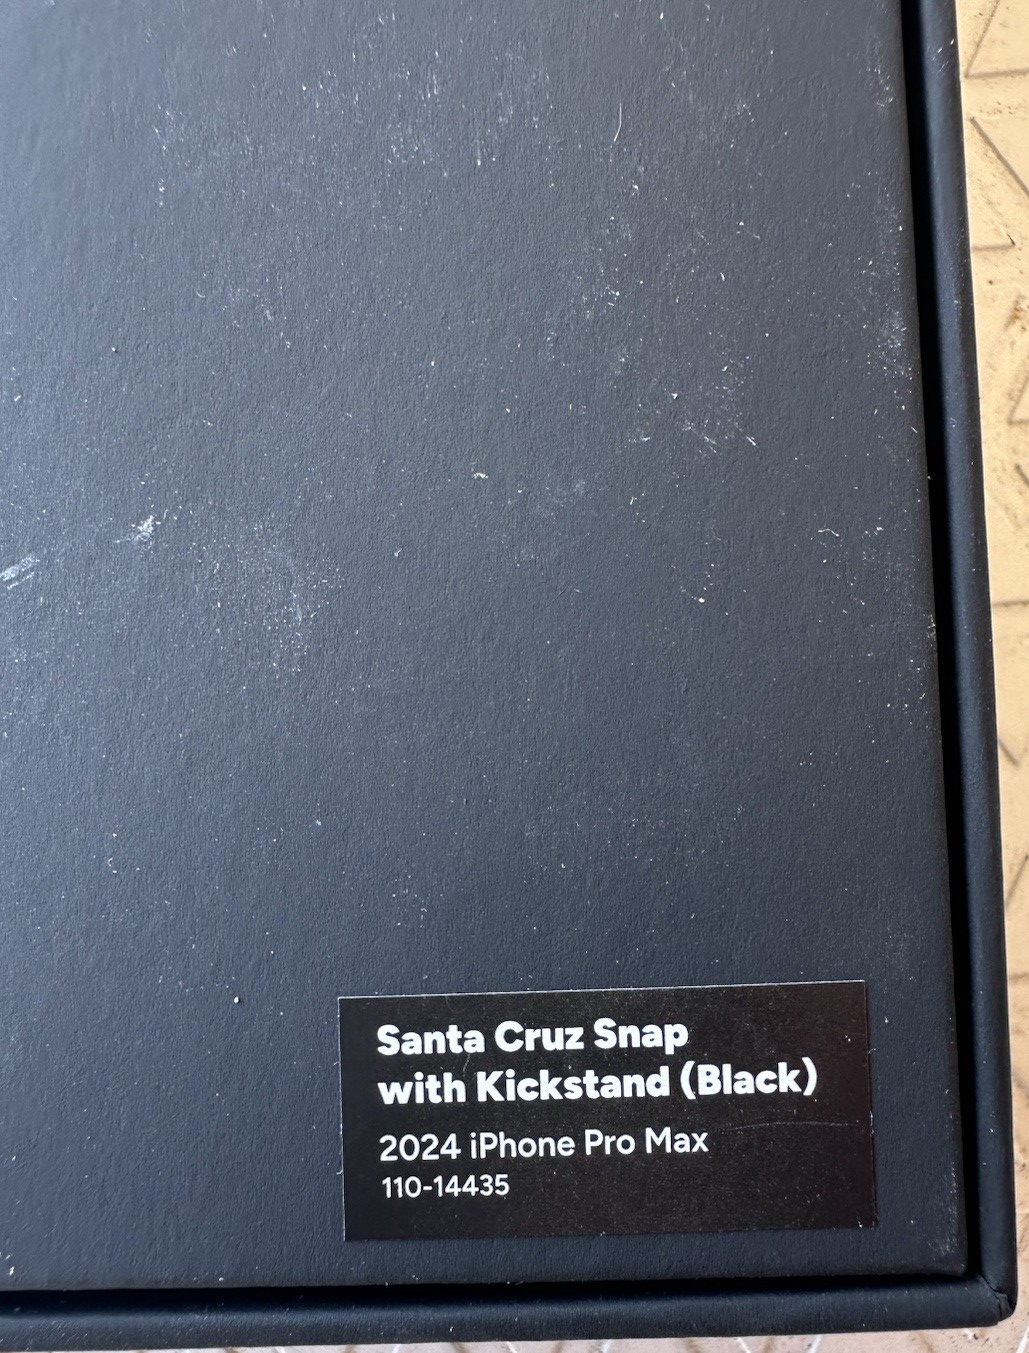 Santa Cruz Snap
with Kickstand (Black)
2024 iPhone Pro Max
110-14435